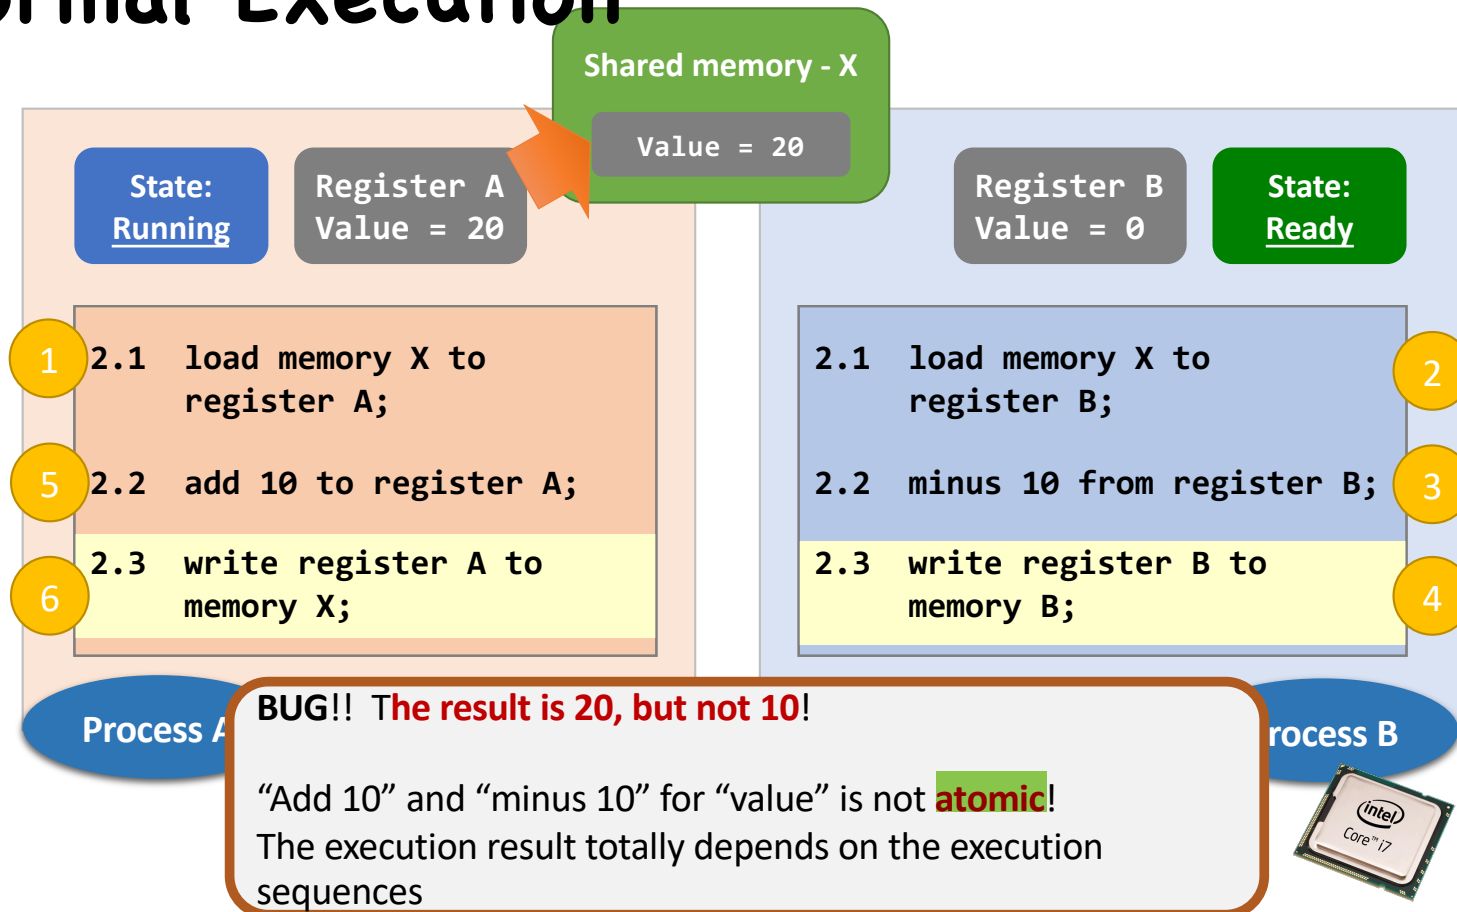 ormal Execution
Shared memory - X
Value = 20
State:
Running
Register A
Value = 20
Register B
Value = 0
State:
Ready
1
2.1 load memory X to
register A;
5
2.2 add 10 to register A;
6
2.3 write register A to
memory X;
2.1 load memory X to
register B;
2
2.2 minus 10 from register B;
3
2.3 write register B to
memory B;
4
Process A
rocess B
BUG!! The result is 20, but not 10!
“Add 10” and “minus 10” for “value” is not atomic!
The execution result totally depends on the execution
sequences
intel
Core™ i7